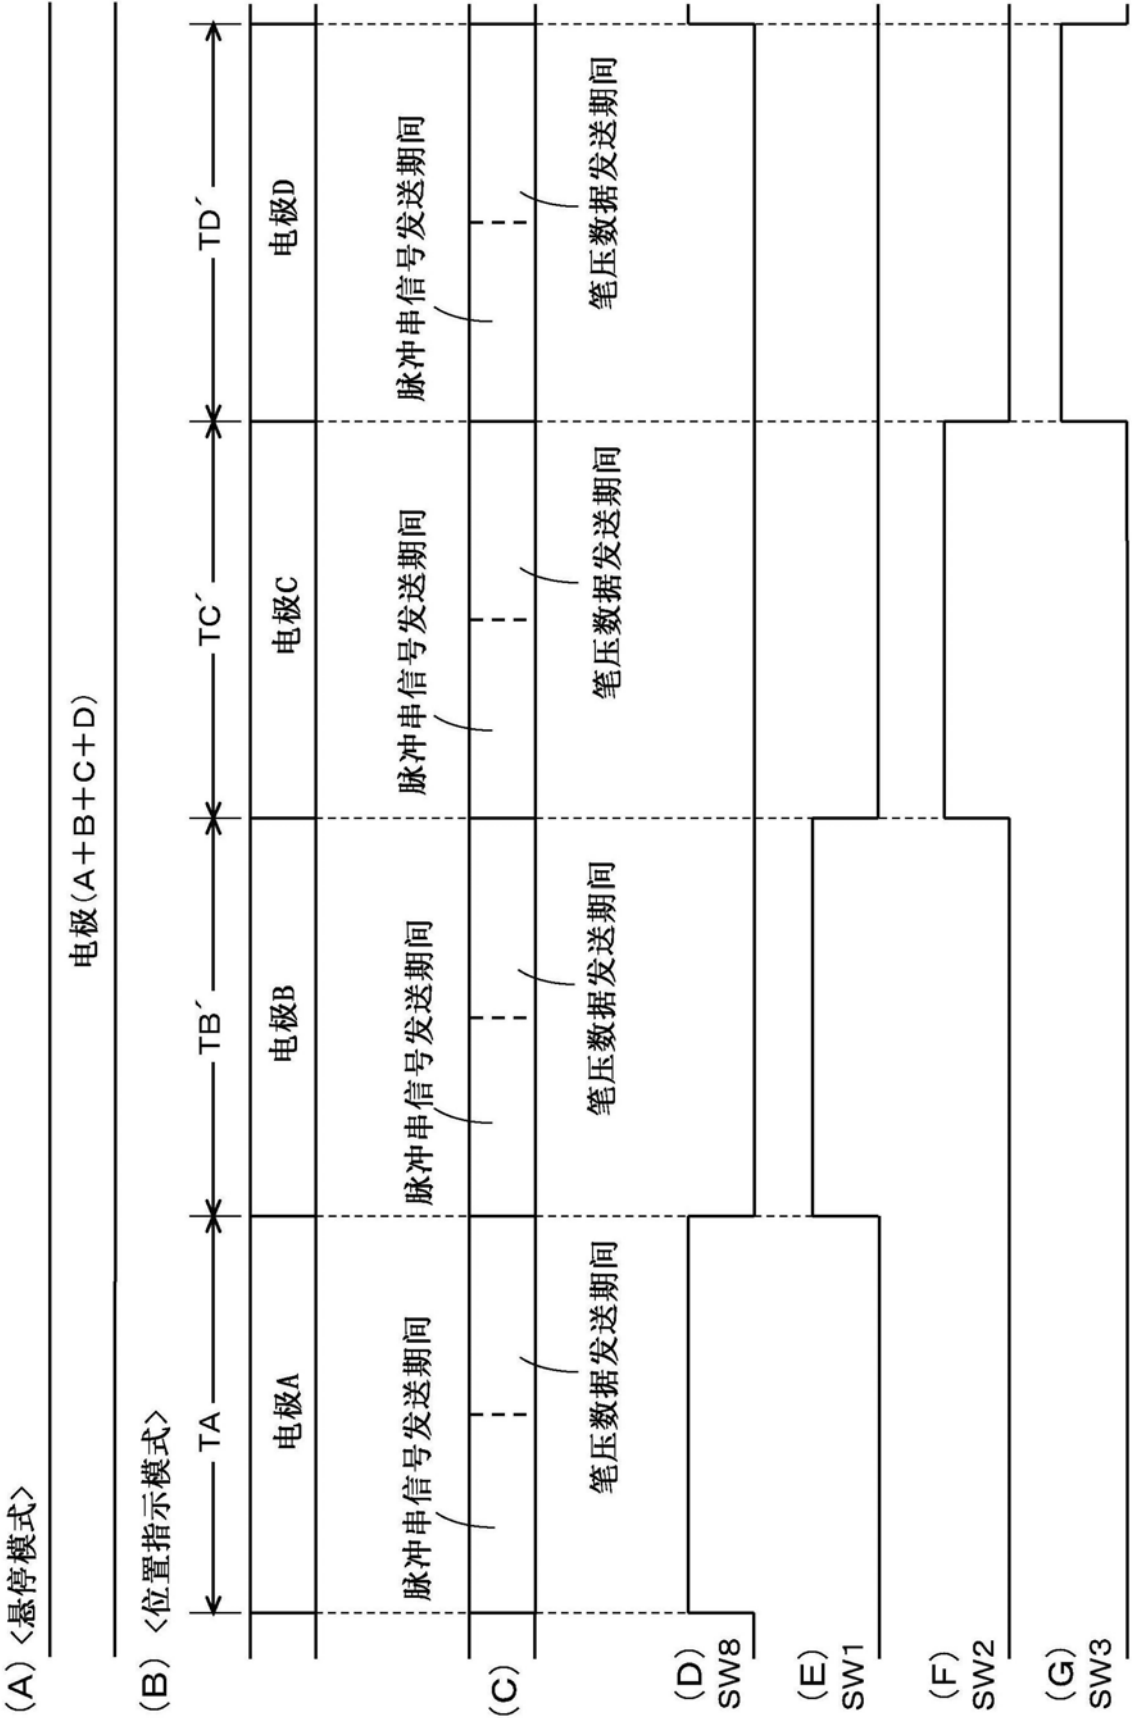 (A) <悬停模式>
电极(A+B+C+D)
(B) <位置指示模式>
TA TB´ TC´ TD´
电极A 电极B 电极C 电极D
脉冲串信号发送期间 脉冲串信号发送期间 脉冲串信号发送期间 脉冲串信号发送期间
(C)
笔压数据发送期间 笔压数据发送期间 笔压数据发送期间 笔压数据发送期间
(D)
SW8
(E)
SW1
(F)
SW2
(G)
SW3